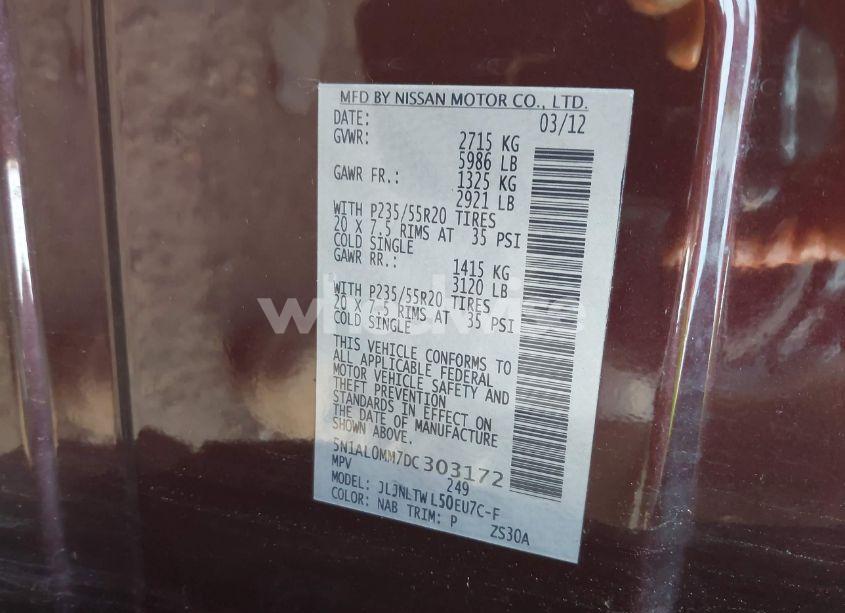 MFD BY NISSAN MOTOR CO., LTD.
DATE: 03/12
GVWR: 2715 KG
5986 LB
GAWR FR.: 1325 KG
2921 LB
WITH P235/55R20 TIRES
20 X 7.5 RIMS AT 35 PSI
COLD SINGLE
GAWR RR.: 1415 KG
3120 LB
WITH P235/55R20 TIRES
20 X 7.5 RIMS AT 35 PSI
COLD SINGLE
THIS VEHICLE CONFORMS TO
ALL APPLICABLE FEDERAL
MOTOR VEHICLE SAFETY AND
THEFT PREVENTION
STANDARDS IN EFFECT ON
THE DATE OF MANUFACTURE
SHOWN ABOVE.
5N1AL0MM7DC303172
MPV 249
MODEL: JLJNLTWL50EU7C-F
COLOR: NAB TRIM: P ZS30A